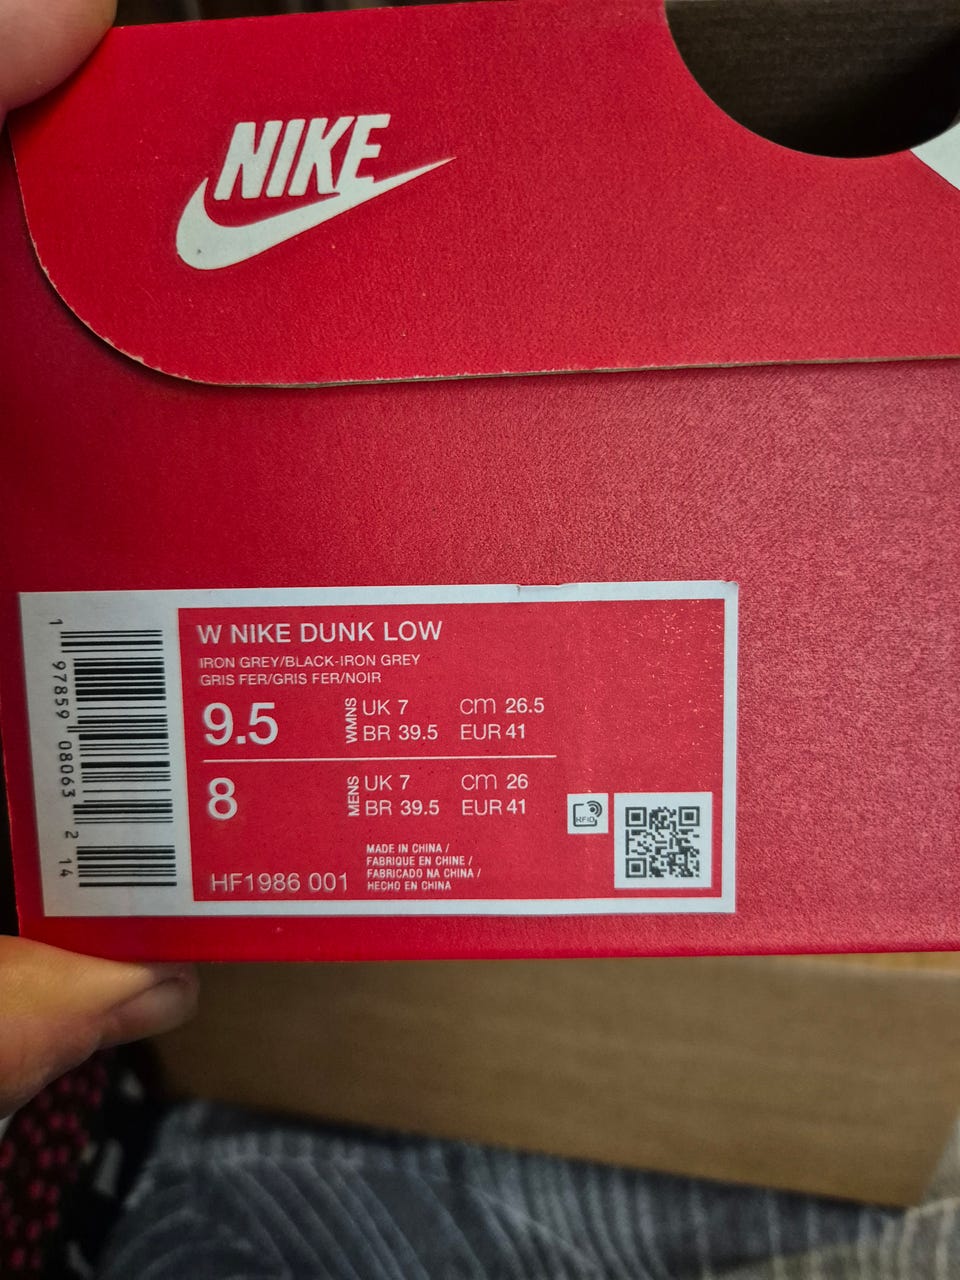 NIKE
W NIKE DUNK LOW
IRON GREY/BLACK-IRON GREY
GRIS FER/GRIS FER/NOIR
9.5
WMNS
UK 7 cm 26.5
BR 39.5 EUR 41
8
MENS
UK 7 cm 26
BR 39.5 EUR 41
MADE IN CHINA /
FABRIQUE EN CHINE /
FABRICADO NA CHINA /
HECHO EN CHINA
HF1986 001
RFID
1 97859 08063 2 14